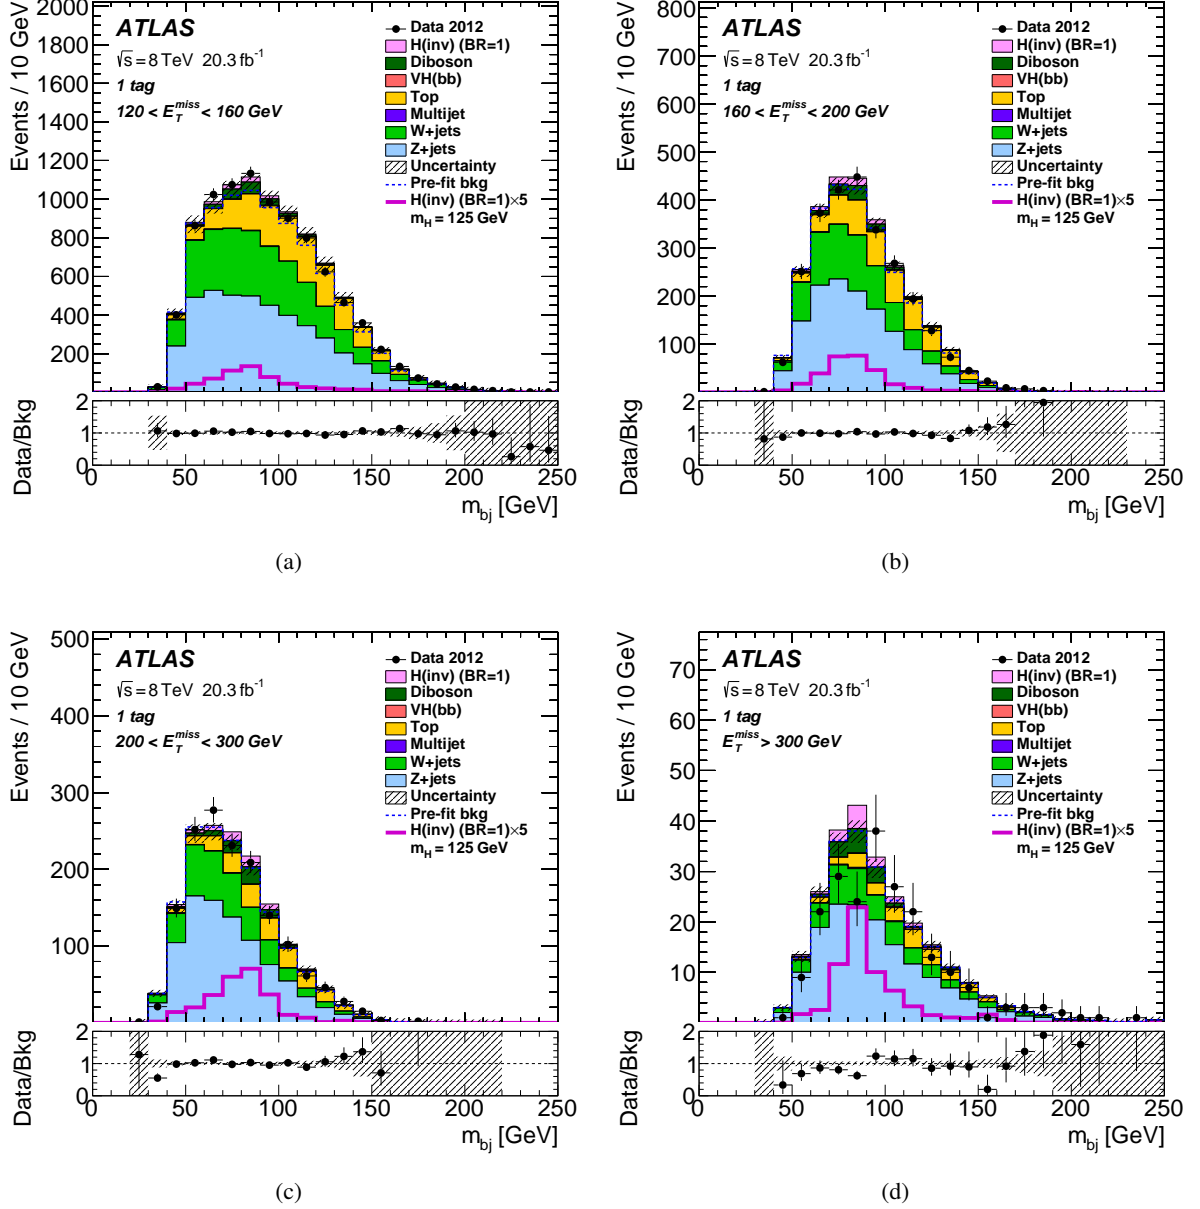 Events / 10 GeV
2000
1800
1600
1400
1200
1000
800
600
400
200
ATLAS
√s = 8 TeV 20.3 fb⁻¹
1 tag
120 < E_T^miss < 160 GeV
Data 2012
H(inv) (BR=1)
Diboson
VH(bb)
Top
Multijet
W+jets
Z+jets
Uncertainty
Pre-fit bkg
H(inv) (BR=1)×5
m_H = 125 GeV
Data/Bkg
2
1
0
0 50 100 150 200 250
m_bj [GeV]
(a)
Events / 10 GeV
800
700
600
500
400
300
200
100
ATLAS
√s = 8 TeV 20.3 fb⁻¹
1 tag
160 < E_T^miss < 200 GeV
Data 2012
H(inv) (BR=1)
Diboson
VH(bb)
Top
Multijet
W+jets
Z+jets
Uncertainty
Pre-fit bkg
H(inv) (BR=1)×5
m_H = 125 GeV
Data/Bkg
2
1
0
0 50 100 150 200 250
m_bj [GeV]
(b)
Events / 10 GeV
500
400
300
200
100
ATLAS
√s = 8 TeV 20.3 fb⁻¹
1 tag
200 < E_T^miss < 300 GeV
Data 2012
H(inv) (BR=1)
Diboson
VH(bb)
Top
Multijet
W+jets
Z+jets
Uncertainty
Pre-fit bkg
H(inv) (BR=1)×5
m_H = 125 GeV
Data/Bkg
2
1
0
0 50 100 150 200 250
m_bj [GeV]
(c)
Events / 10 GeV
70
60
50
40
30
20
10
ATLAS
√s = 8 TeV 20.3 fb⁻¹
1 tag
E_T^miss > 300 GeV
Data 2012
H(inv) (BR=1)
Diboson
VH(bb)
Top
Multijet
W+jets
Z+jets
Uncertainty
Pre-fit bkg
H(inv) (BR=1)×5
m_H = 125 GeV
Data/Bkg
2
1
0
0 50 100 150 200 250
m_bj [GeV]
(d)